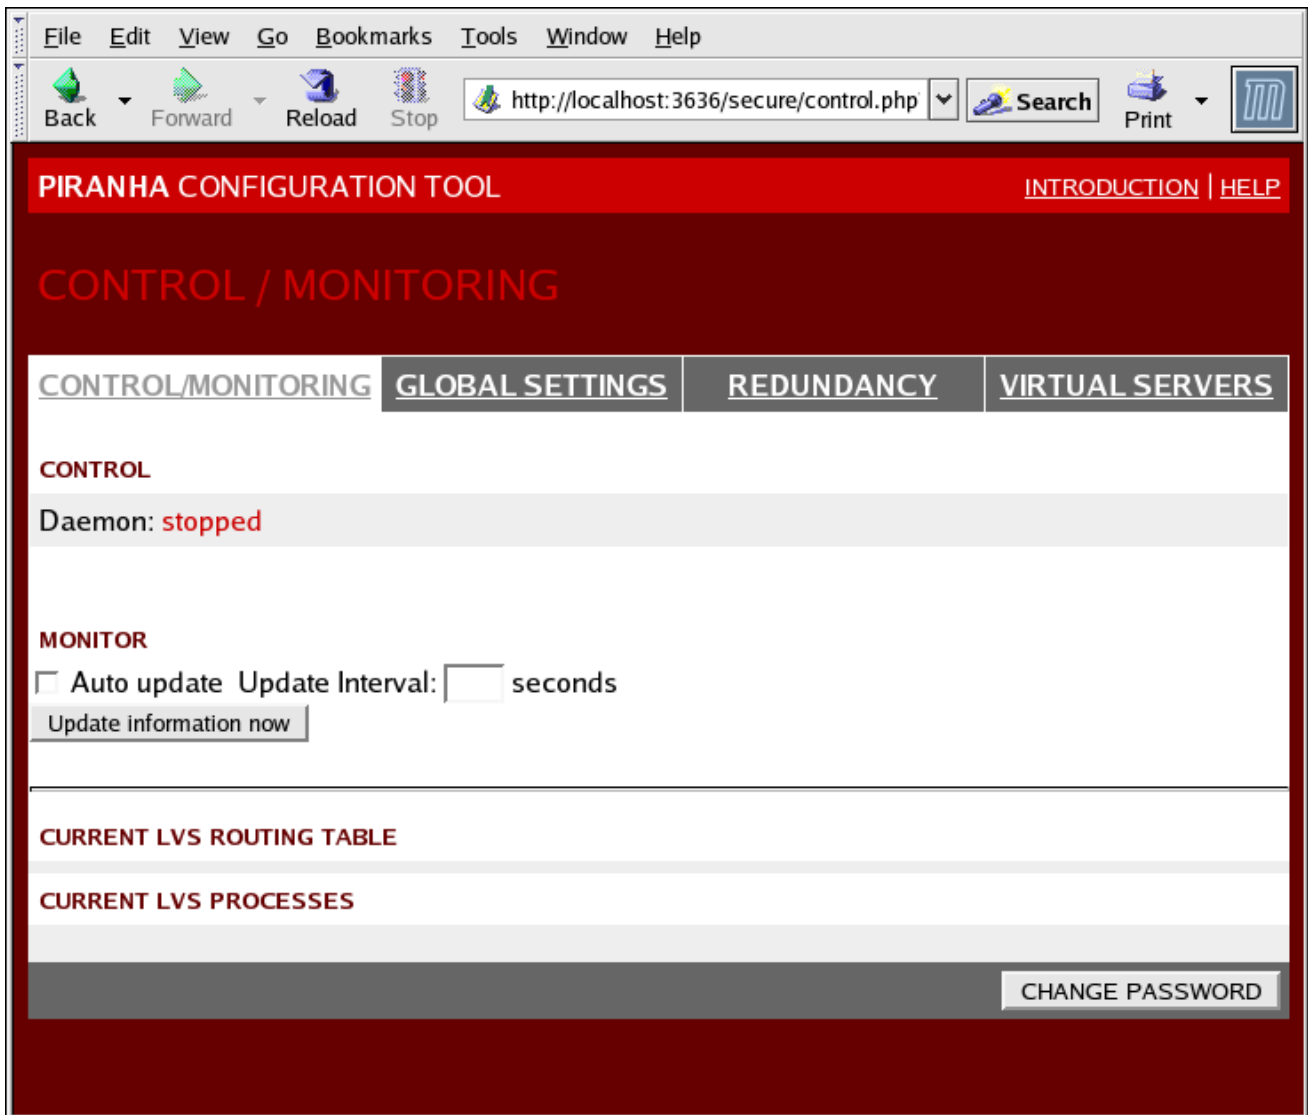 File Edit View Go Bookmarks Tools Window Help
Back Forward Reload Stop http://localhost:3636/secure/control.php Search Print
PIRANHA CONFIGURATION TOOL INTRODUCTION | HELP
CONTROL / MONITORING
CONTROL/MONITORING GLOBAL SETTINGS REDUNDANCY VIRTUAL SERVERS
CONTROL
Daemon: stopped
MONITOR
Auto update Update Interval: seconds
Update information now
CURRENT LVS ROUTING TABLE
CURRENT LVS PROCESSES
CHANGE PASSWORD